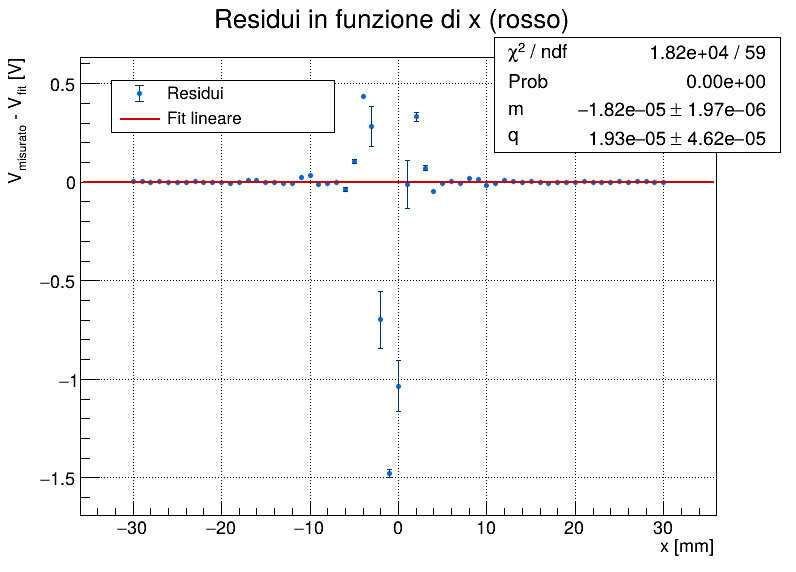 Residui in funzione di x (rosso)
χ² / ndf 1.82e+04 / 59
Prob 0.00e+00
m −1.82e−05 ± 1.97e−06
q 1.93e−05 ± 4.62e−05
Residui
Fit lineare
V_misurato - V_fit [V]
0.5
0
−0.5
−1
−1.5
−30 −20 −10 0 10 20 30
x [mm]